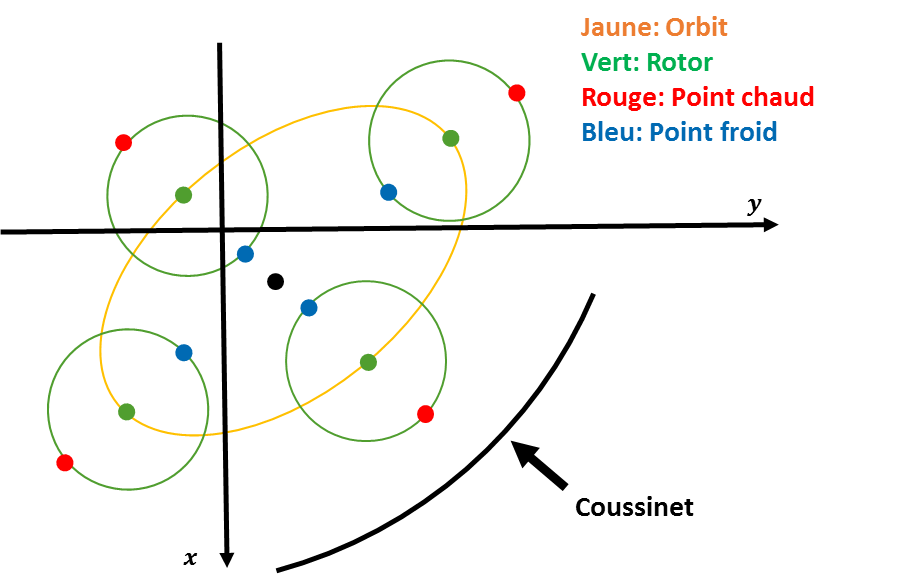 Jaune: Orbit
Vert: Rotor
Rouge: Point chaud
Bleu: Point froid
y
Coussinet
x